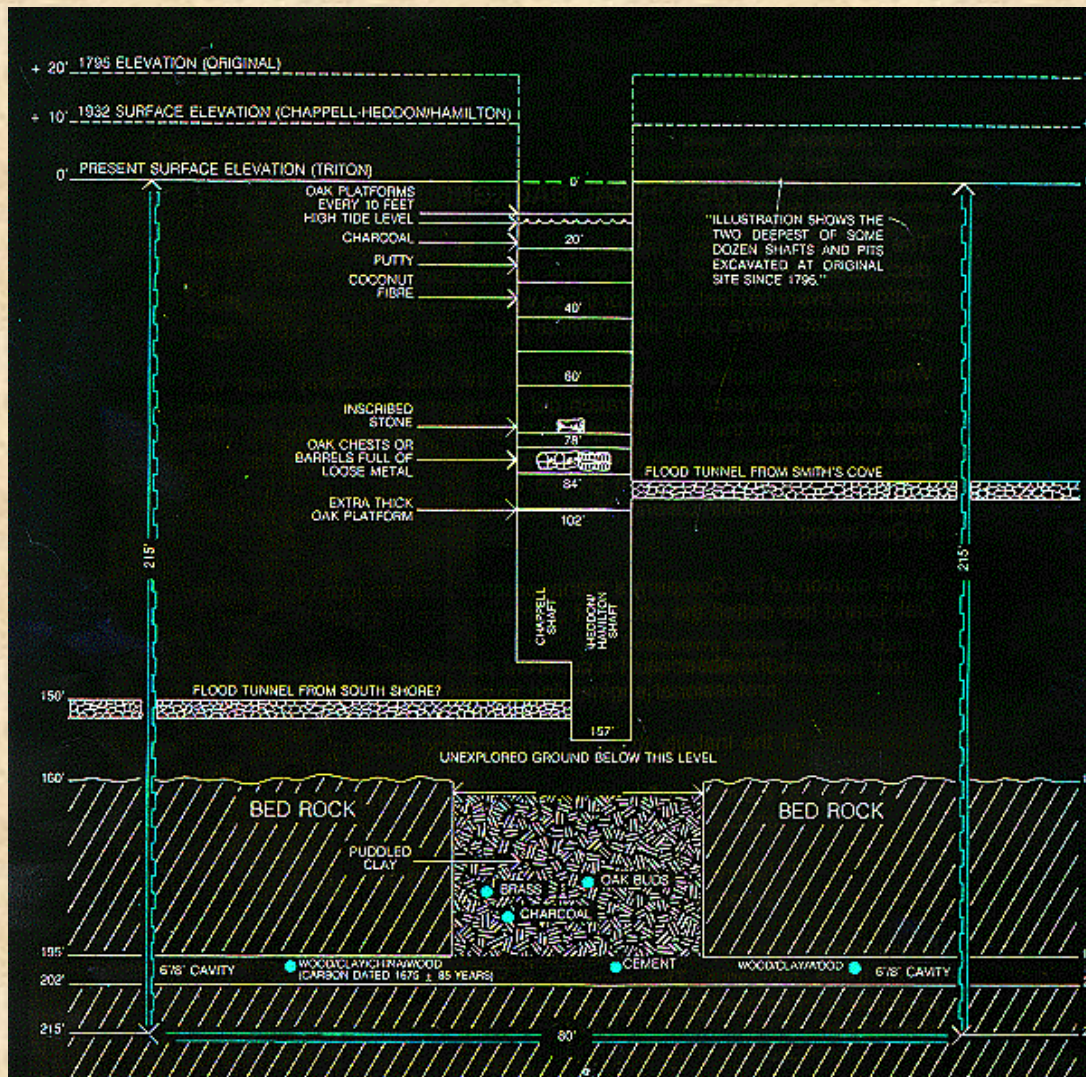 + 20' 1795 ELEVATION (ORIGINAL)
+ 10' 1932 SURFACE ELEVATION (CHAPPELL-HEDDON/HAMILTON)
0' PRESENT SURFACE ELEVATION (TRITON)
0'
OAK PLATFORMS
EVERY 10 FEET
HIGH TIDE LEVEL
CHARCOAL
20'
PUTTY
COCONUT
FIBRE
40'
60'
"ILLUSTRATION SHOWS THE
TWO DEEPEST OF SOME
DOZEN SHAFTS AND PITS
EXCAVATED AT ORIGINAL
SITE SINCE 1795."
INSCRIBED
STONE
78'
OAK CHESTS OR
BARRELS FULL OF
LOOSE METAL
84'
FLOOD TUNNEL FROM SMITH'S COVE
EXTRA THICK
OAK PLATFORM
102'
215'
215'
CHAPPELL
SHAFT
HEDDON/
HAMILTON
SHAFT
150'
FLOOD TUNNEL FROM SOUTH SHORE?
157'
UNEXPLORED GROUND BELOW THIS LEVEL
160'
BED ROCK
BED ROCK
PUDDLED
CLAY
OAK BUDS
BRASS
CHARCOAL
195'
6'/8' CAVITY
WOOD/CLAY/CHINA/WOOD
(CARBON DATED 1675 ± 85 YEARS)
CEMENT
WOOD/CLAY/WOOD
6'/8' CAVITY
202'
215'
80'